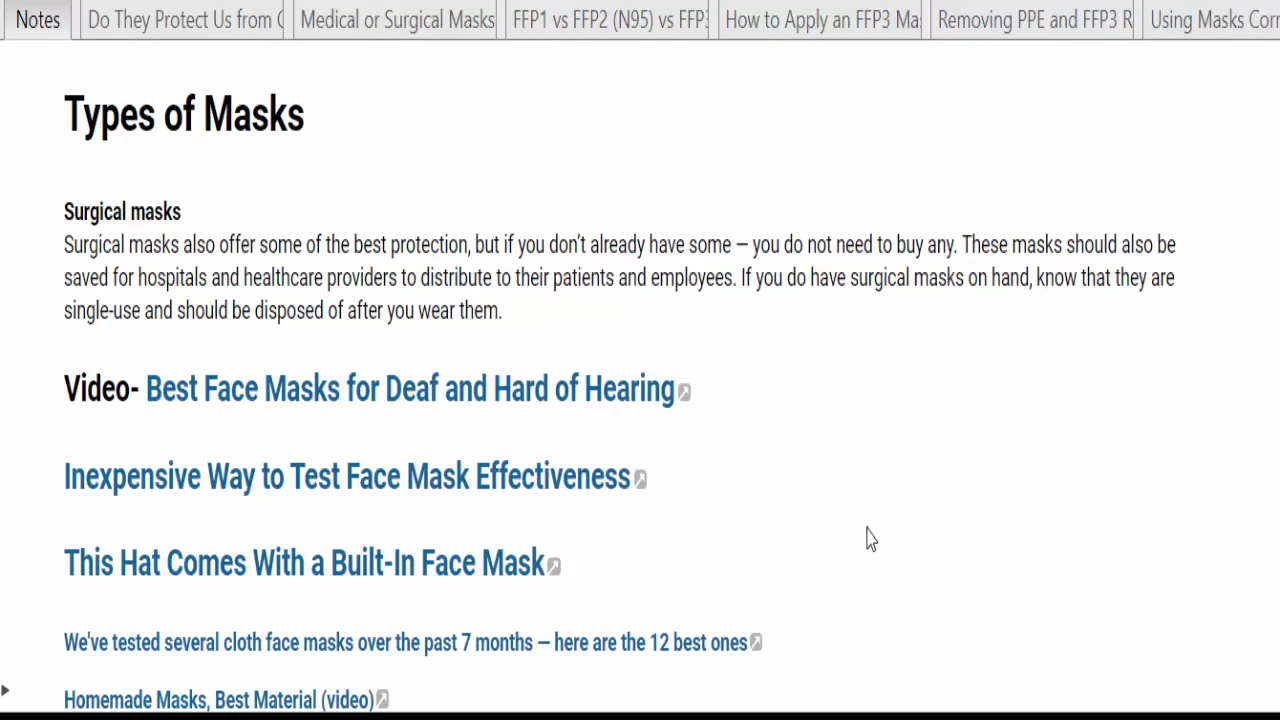 Notes
Do They Protect Us from
Medical or Surgical Masks
FFP1 vs FFP2 (N95) vs FFP3
How to Apply an FFP3 Ma
Removing PPE and FFP3 R
Using Masks Corr
Types of Masks
Surgical masks
Surgical masks also offer some of the best protection, but if you don’t already have some — you do not need to buy any. These masks should also be
saved for hospitals and healthcare providers to distribute to their patients and employees. If you do have surgical masks on hand, know that they are
single-use and should be disposed of after you wear them.
Video- Best Face Masks for Deaf and Hard of Hearing
Inexpensive Way to Test Face Mask Effectiveness
This Hat Comes With a Built-In Face Mask
We've tested several cloth face masks over the past 7 months — here are the 12 best ones
Homemade Masks, Best Material (video)